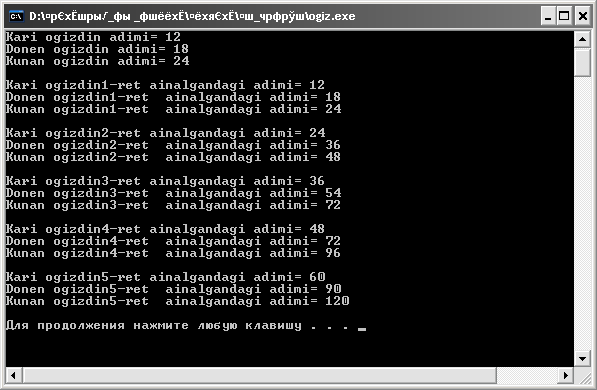 D:\¤рЄхЁшры/_фы _фшёёхЁ\¤ёхяЄхЁ\¤ш_чрфрўш\ogiz.exe
Kari ogizdin adimi= 12
Donen ogizdin adimi= 18
Kunan ogizdin adimi= 24
Kari ogizdin1-ret ainalgandagi adimi= 12
Donen ogizdin1-ret  ainalgandagi adimi= 18
Kunan ogizdin1-ret  ainalgandagi adimi= 24
Kari ogizdin2-ret ainalgandagi adimi= 24
Donen ogizdin2-ret  ainalgandagi adimi= 36
Kunan ogizdin2-ret  ainalgandagi adimi= 48
Kari ogizdin3-ret ainalgandagi adimi= 36
Donen ogizdin3-ret  ainalgandagi adimi= 54
Kunan ogizdin3-ret  ainalgandagi adimi= 72
Kari ogizdin4-ret ainalgandagi adimi= 48
Donen ogizdin4-ret  ainalgandagi adimi= 72
Kunan ogizdin4-ret  ainalgandagi adimi= 96
Kari ogizdin5-ret ainalgandagi adimi= 60
Donen ogizdin5-ret  ainalgandagi adimi= 90
Kunan ogizdin5-ret  ainalgandagi adimi= 120
Для продолжения нажмите любую клавишу . . . _